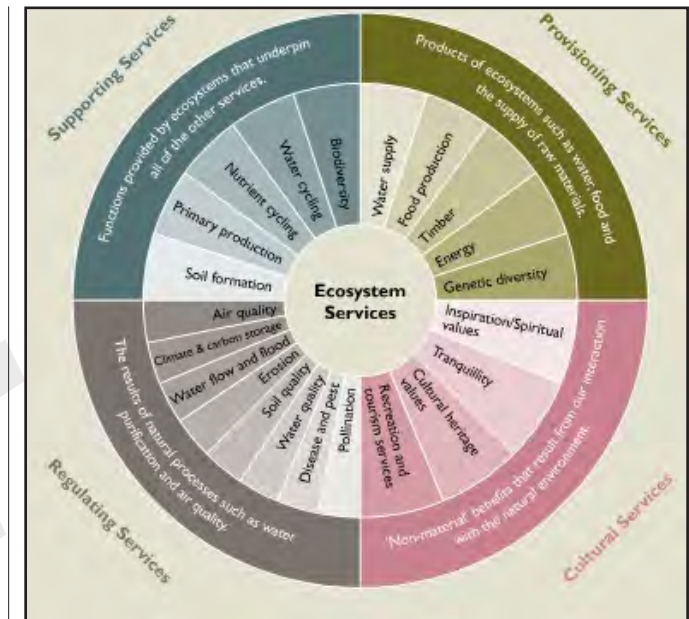 Supporting Services
Functions provided by ecosystems that underpin
all of the other services.
Soil formation
Primary production
Nutrient cycling
Water cycling
Biodiversity
Provisioning Services
Products of ecosystems such as water, food and
the supply of raw materials.
Water supply
Food production
Timber
Energy
Genetic diversity
Ecosystem
Services
Regulating Services
The results of natural processes such as water
purification and air quality.
Air quality
Climate & carbon storage
Water flow and flood
Erosion
Soil quality
Water quality
Disease and pest
Pollination
Cultural Services
'Non-material' benefits that result from our interaction
with the natural environment.
Inspiration/Spiritual
values
Tranquillity
Cultural heritage
values
Recreation and
tourism services